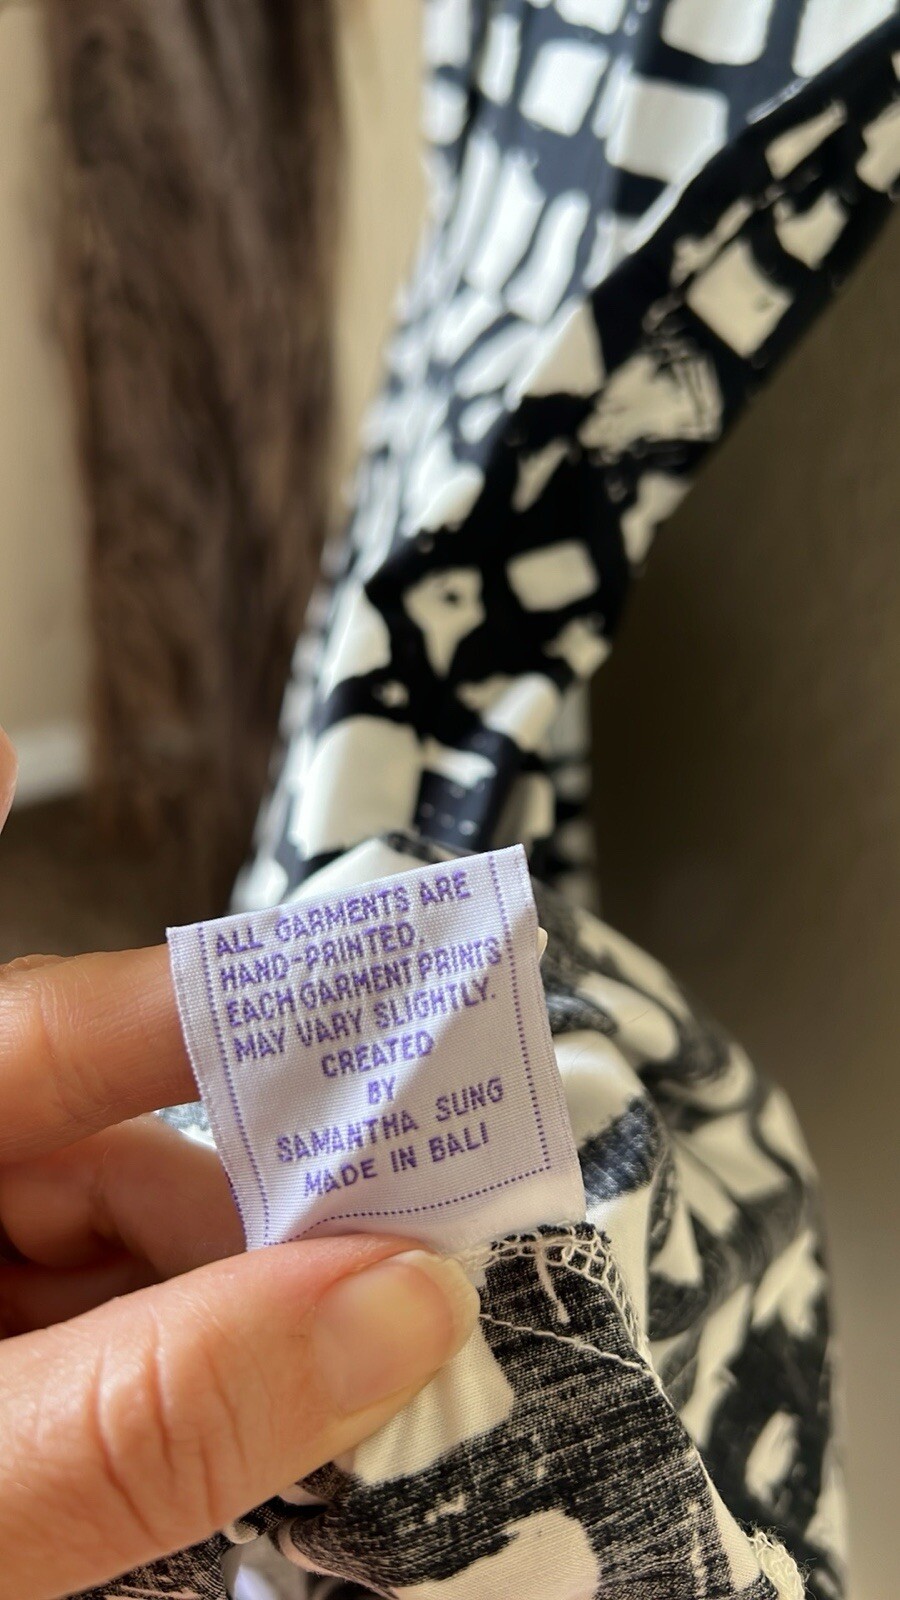 ALL GARMENTS ARE
HAND-PRINTED.
EACH GARMENT PRINTS
MAY VARY SLIGHTLY.
CREATED
BY
SAMANTHA SUNG
MADE IN BALI